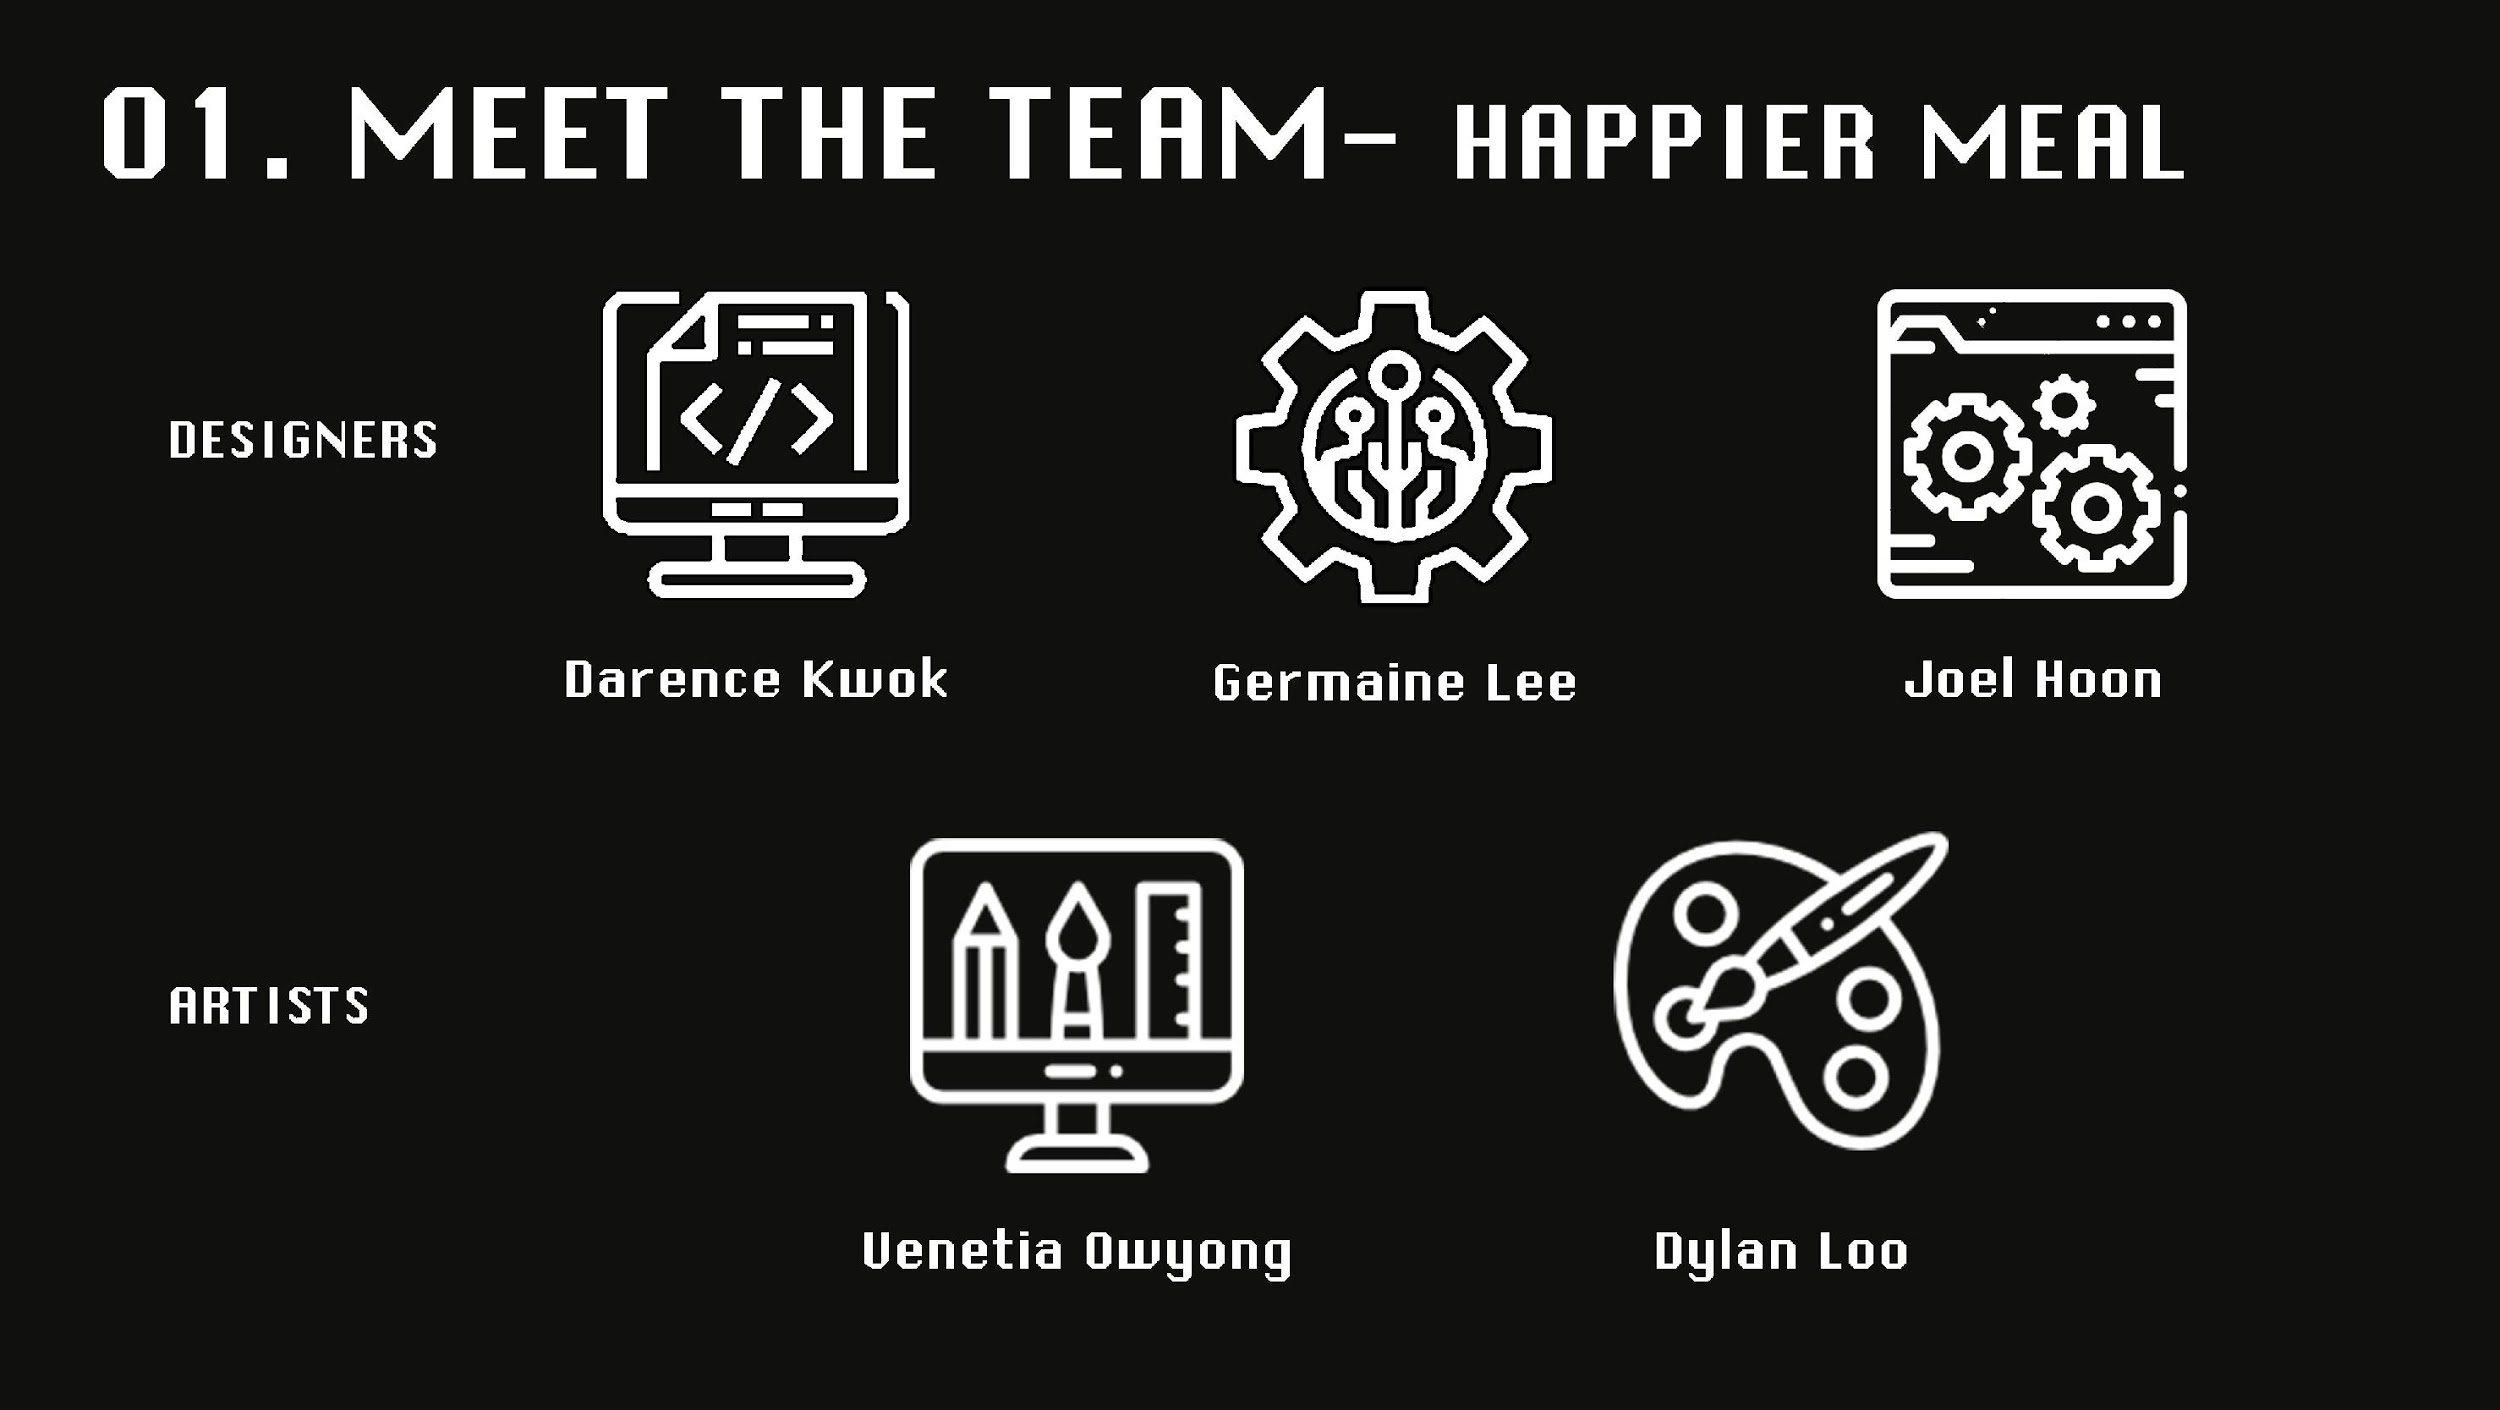 01. MEET THE TEAM- HAPPIER MEAL
DESIGNERS
Darence Kwok
Germaine Lee
Joel Hoon
ARTISTS
Venetia Owyong
Dylan Loo